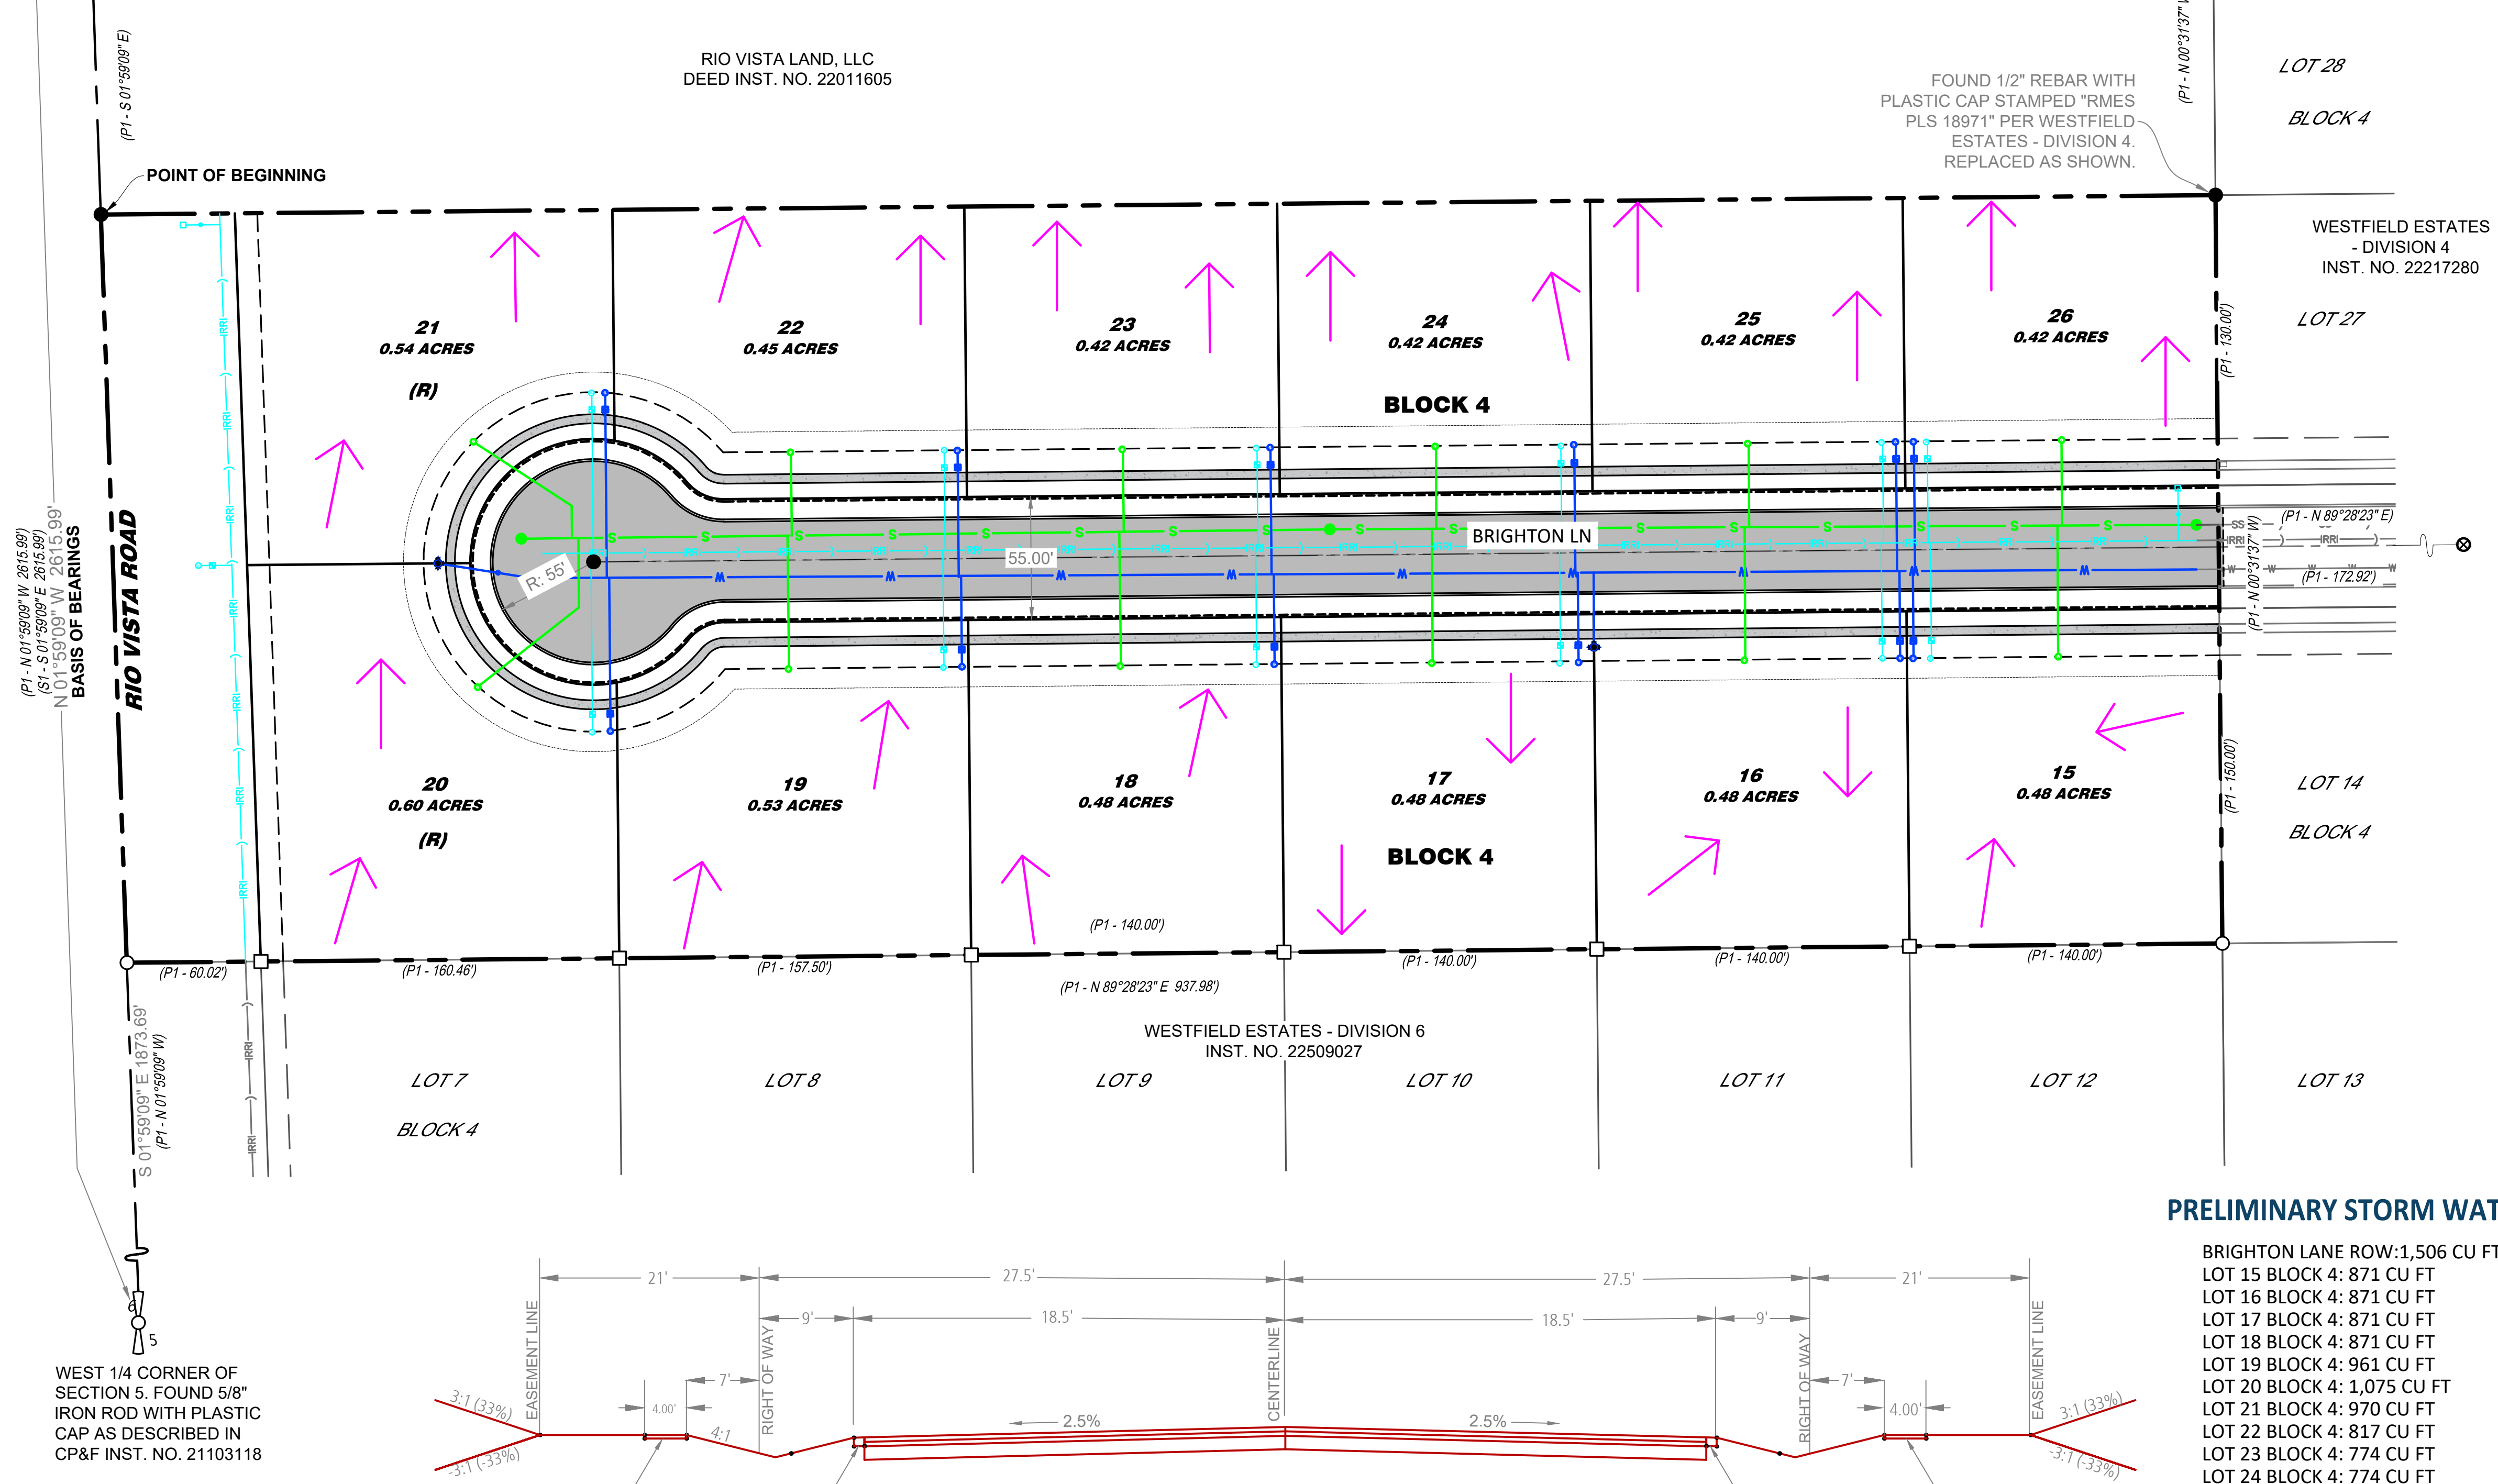 (P1 - S 01°59'09" E)
RIO VISTA LAND, LLC
DEED INST. NO. 22011605
(P1 - N 00°31'37"
LOT 28
BLOCK 4
FOUND 1/2" REBAR WITH
PLASTIC CAP STAMPED "RMES
PLS 18971" PER WESTFIELD
ESTATES - DIVISION 4.
REPLACED AS SHOWN.
POINT OF BEGINNING
WESTFIELD ESTATES
- DIVISION 4
INST. NO. 22217280
LOT 27
(P1 - 130.00')
21
0.54 ACRES
(R)
22
0.45 ACRES
23
0.42 ACRES
24
0.42 ACRES
25
0.42 ACRES
26
0.42 ACRES
BLOCK 4
(P1 - N 01°59'09" W 2615.99')
(S1 - S 01°59'09" E 2615.99')
N 01°59'09" W 2615.99'
BASIS OF BEARINGS
RIO VISTA ROAD
R: 55'
55.00'
BRIGHTON LN
(P1 - N 89°28'23" E)
(P1 - N 00°31'37" W)
(P1 - 172.92')
20
0.60 ACRES
(R)
19
0.53 ACRES
18
0.48 ACRES
17
0.48 ACRES
16
0.48 ACRES
15
0.48 ACRES
BLOCK 4
(P1 - 150.00')
LOT 14
BLOCK 4
(P1 - 140.00')
(P1 - 60.02')
(P1 - 160.46')
(P1 - 157.50')
(P1 - 140.00')
(P1 - 140.00')
(P1 - 140.00')
(P1 - N 89°28'23" E 937.98')
WESTFIELD ESTATES - DIVISION 6
INST. NO. 22509027
S 01°59'09" E 1873.69'
(P1 - N 01°59'09" W)
LOT 7
LOT 8
LOT 9
LOT 10
LOT 11
LOT 12
LOT 13
BLOCK 4
6
5
WEST 1/4 CORNER OF
SECTION 5. FOUND 5/8"
IRON ROD WITH PLASTIC
CAP AS DESCRIBED IN
CP&F INST. NO. 21103118
21'
27.5'
27.5'
21'
9'
18.5'
18.5'
9'
7'
4.00'
7'
4.00'
EASEMENT LINE
RIGHT OF WAY
CENTERLINE
RIGHT OF WAY
EASEMENT LINE
3:1 (33%)
-3:1 (-33%)
4:1
2.5%
2.5%
3:1 (33%)
-3:1 (-33%)
PRELIMINARY STORM WAT
BRIGHTON LANE ROW:1,506 CU FT
LOT 15 BLOCK 4: 871 CU FT
LOT 16 BLOCK 4: 871 CU FT
LOT 17 BLOCK 4: 871 CU FT
LOT 18 BLOCK 4: 871 CU FT
LOT 19 BLOCK 4: 961 CU FT
LOT 20 BLOCK 4: 1,075 CU FT
LOT 21 BLOCK 4: 970 CU FT
LOT 22 BLOCK 4: 817 CU FT
LOT 23 BLOCK 4: 774 CU FT
LOT 24 BLOCK 4: 774 CU FT